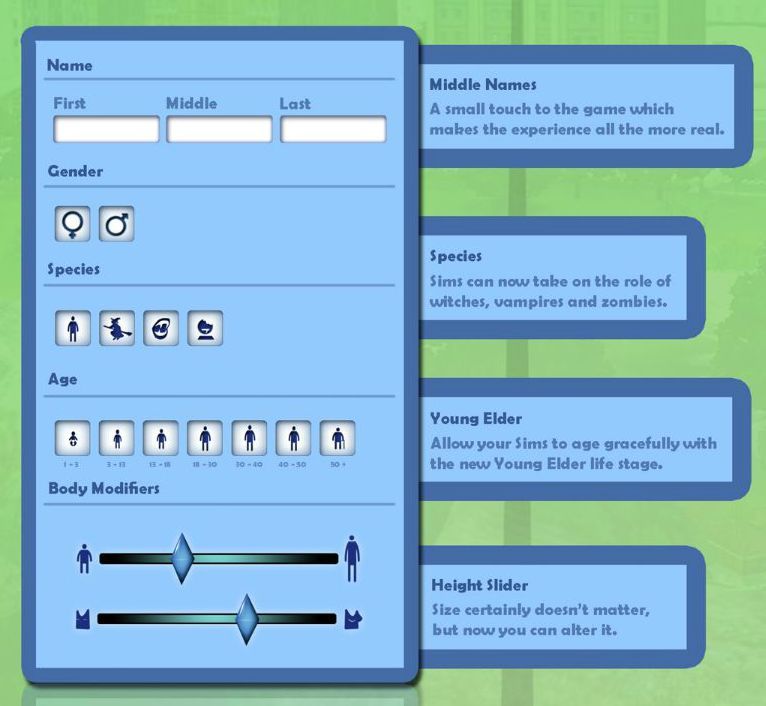 Name
First
Middle
Last
Gender
Species
Age
1 - 3
3 - 13
13 - 18
18 - 30
30 - 40
40 - 50
50 +
Body Modifiers
Middle Names
A small touch to the game which
makes the experience all the more real.
Species
Sims can now take on the role of
witches, vampires and zombies.
Young Elder
Allow your Sims to age gracefully with
the new Young Elder life stage.
Height Slider
Size certainly doesn't matter,
but now you can alter it.